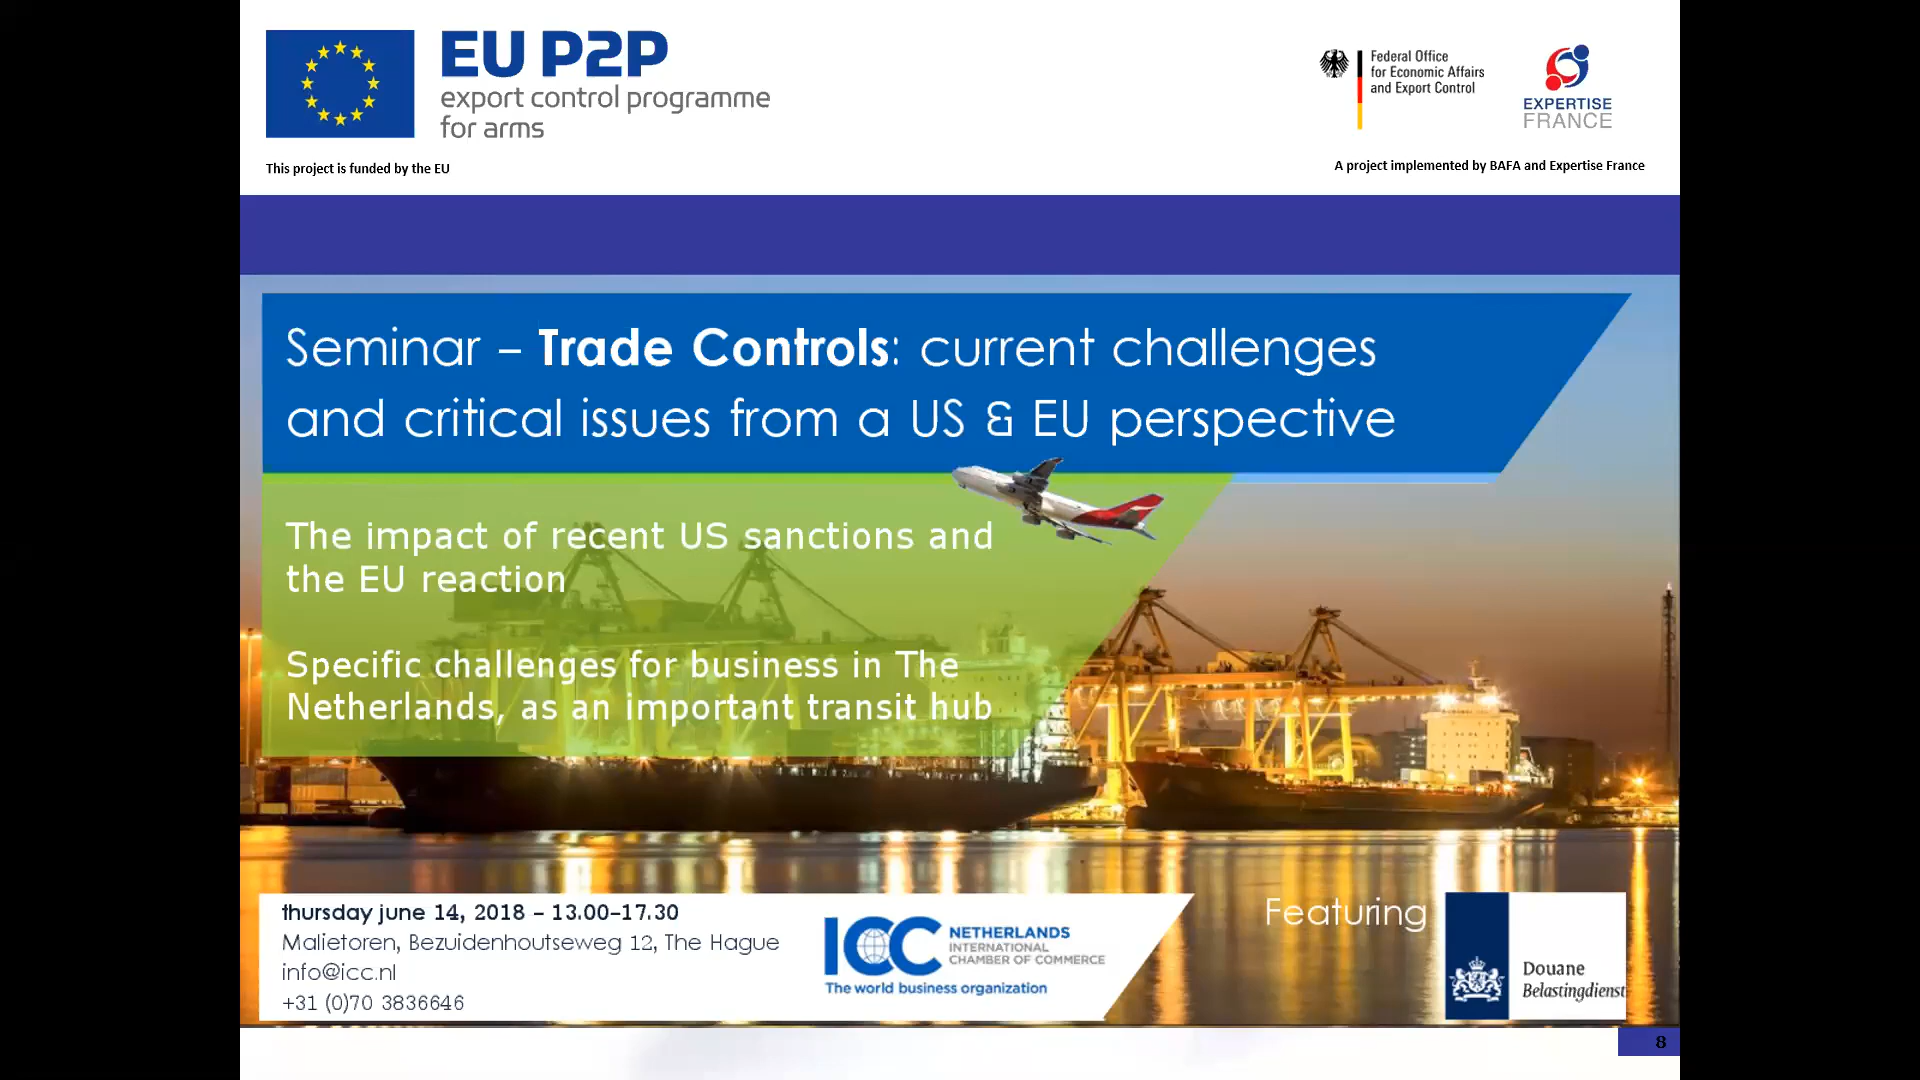 EU P2P
export control programme
for arms
This project is funded by the EU
Federal Office
for Economic Affairs
and Export Control
EXPERTISE
FRANCE
A project implemented by BAFA and Expertise France
Seminar – Trade Controls: current challenges
and critical issues from a US & EU perspective
The impact of recent US sanctions and
the EU reaction
Specific challenges for business in The
Netherlands, as an important transit hub
thursday june 14, 2018 – 13.00–17.30
Malietoren, Bezuidenhoutseweg 12, The Hague
info@icc.nl
+31 (0)70 3836646
ICC
NETHERLANDS
INTERNATIONAL
CHAMBER OF COMMERCE
The world business organization
Featuring
Douane
Belastingdienst
8